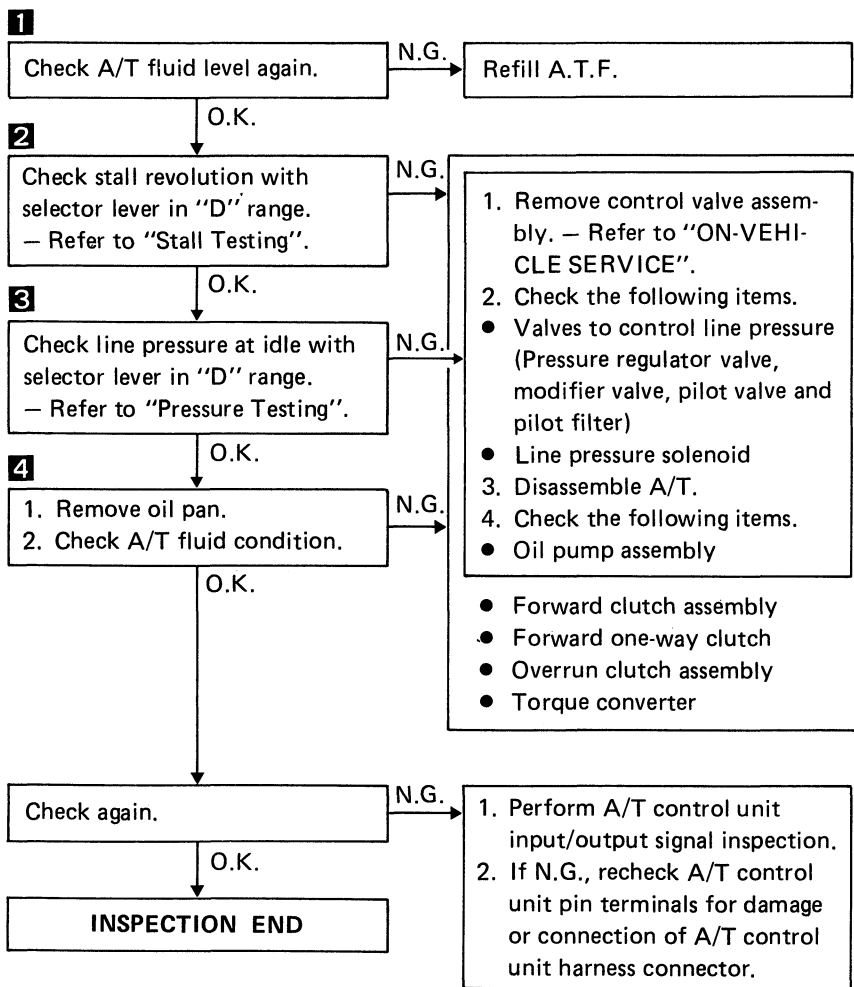 1
Check A/T fluid level again.
N.G.
Refill A.T.F.
O.K.
2
Check stall revolution with
selector lever in "D" range.
— Refer to "Stall Testing".
N.G.
O.K.
3
Check line pressure at idle with
selector lever in "D" range.
— Refer to "Pressure Testing".
N.G.
O.K.
4
1. Remove oil pan.
2. Check A/T fluid condition.
N.G.
O.K.
1. Remove control valve assem-
bly. — Refer to "ON-VEHI-
CLE SERVICE".
2. Check the following items.
● Valves to control line pressure
(Pressure regulator valve,
modifier valve, pilot valve and
pilot filter)
● Line pressure solenoid
3. Disassemble A/T.
4. Check the following items.
● Oil pump assembly
● Forward clutch assembly
● Forward one-way clutch
● Overrun clutch assembly
● Torque converter
Check again.
N.G.
O.K.
1. Perform A/T control unit
input/output signal inspection.
2. If N.G., recheck A/T control
unit pin terminals for damage
or connection of A/T control
unit harness connector.
INSPECTION END